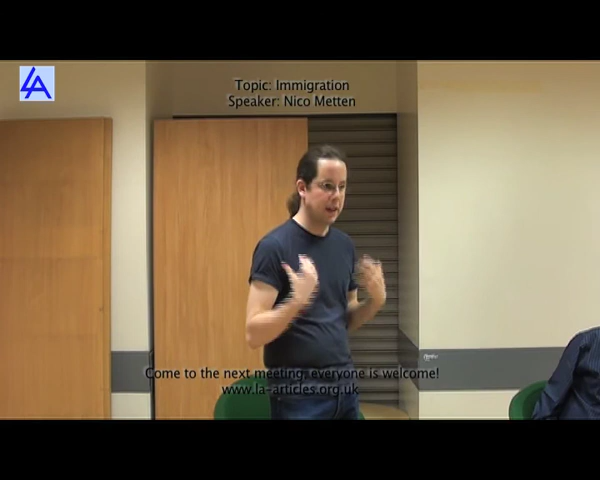 LA
Topic: Immigration
Speaker: Nico Metten
Come to the next meeting, everyone is welcome!
www.la-articles.org.uk